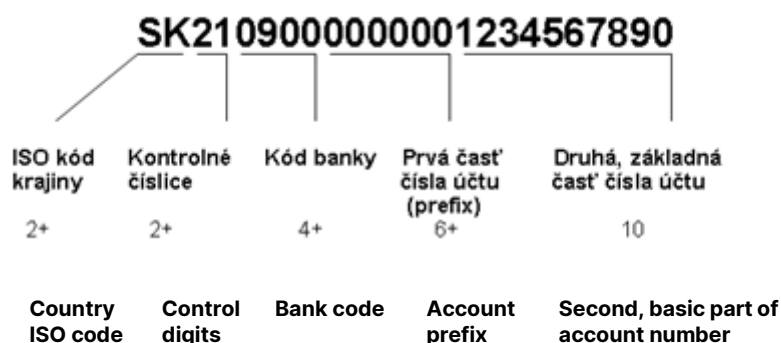 SK2109000000001234567890
ISO kód krajiny
Kontrolné číslice
Kód banky
Prvá časť čísla účtu (prefix)
Druhá, základná časť čísla účtu
2+ 2+ 4+ 6+ 10
Country ISO code
Control digits
Bank code
Account prefix
Second, basic part of account number